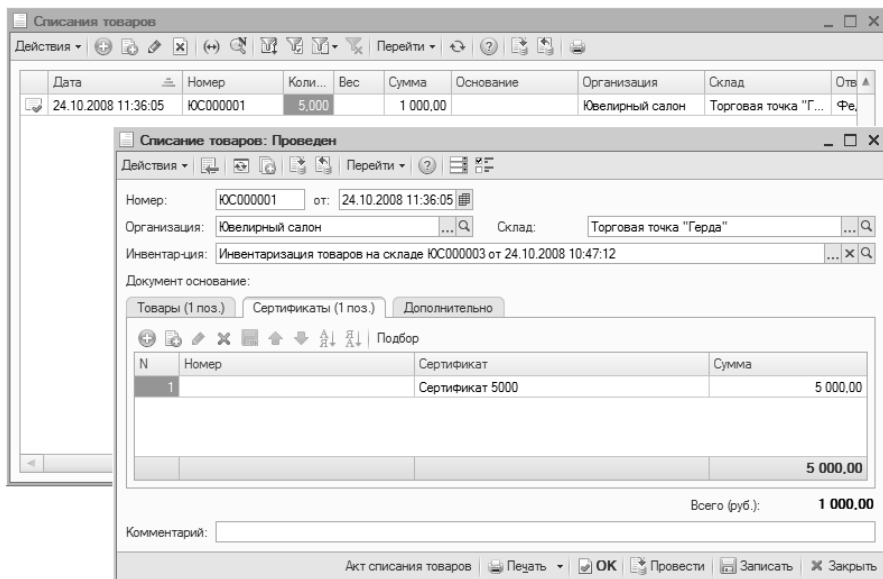 Списания товаров
Действия Перейти
Дата Номер Коли... Вес Сумма Основание Организация Склад Отв
24.10.2008 11:36:05 ЮС000001 5,000 1 000,00 Ювелирный салон Торговая точка "Г... Фе,
Списание товаров: Проведен
Действия Перейти
Номер: ЮС000001 от: 24.10.2008 11:36:05
Организация: Ювелирный салон ... Склад: Торговая точка "Герда" ...
Инвентар-ция: Инвентаризация товаров на складе ЮС000003 от 24.10.2008 10:47:12 ...
Документ основание:
Товары (1 поз.) Сертификаты (1 поз.) Дополнительно
Подбор
N Номер Сертификат Сумма
1 Сертификат 5000 5 000,00
5 000,00
Всего (руб.): 1 000,00
Комментарий:
Акт списания товаров Печать OK Провести Записать Закрыть